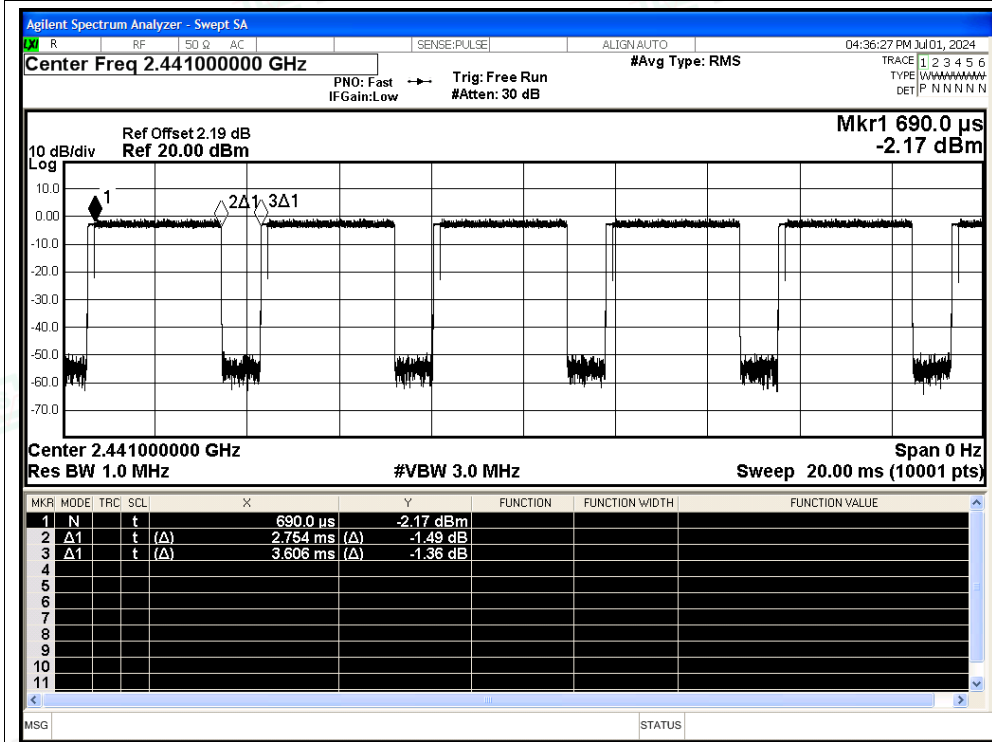 Agilent Spectrum Analyzer - Swept SA
LXI R RF 50 Ω AC SENSE:PULSE ALIGN AUTO 04:36:27 PM Jul 01, 2024
Center Freq 2.441000000 GHz #Avg Type: RMS TRACE 1 2 3 4 5 6
PNO: Fast Trig: Free Run TYPE
IFGain:Low #Atten: 30 dB DET P N N N N N
Mkr1 690.0 µs
Ref Offset 2.19 dB
10 dB/div Ref 20.00 dBm -2.17 dBm
Log
10.0
1 2Δ1 3Δ1
0.00
-10.0
-20.0
-30.0
-40.0
-50.0
-60.0
-70.0
Center 2.441000000 GHz Span 0 Hz
Res BW 1.0 MHz #VBW 3.0 MHz Sweep 20.00 ms (10001 pts)
MKR MODE TRC SCL X Y FUNCTION FUNCTION WIDTH FUNCTION VALUE
1 N t 690.0 µs -2.17 dBm
2 Δ1 t (Δ) 2.754 ms (Δ) -1.49 dB
3 Δ1 t (Δ) 3.606 ms (Δ) -1.36 dB
4
5
6
7
8
9
10
11
MSG STATUS